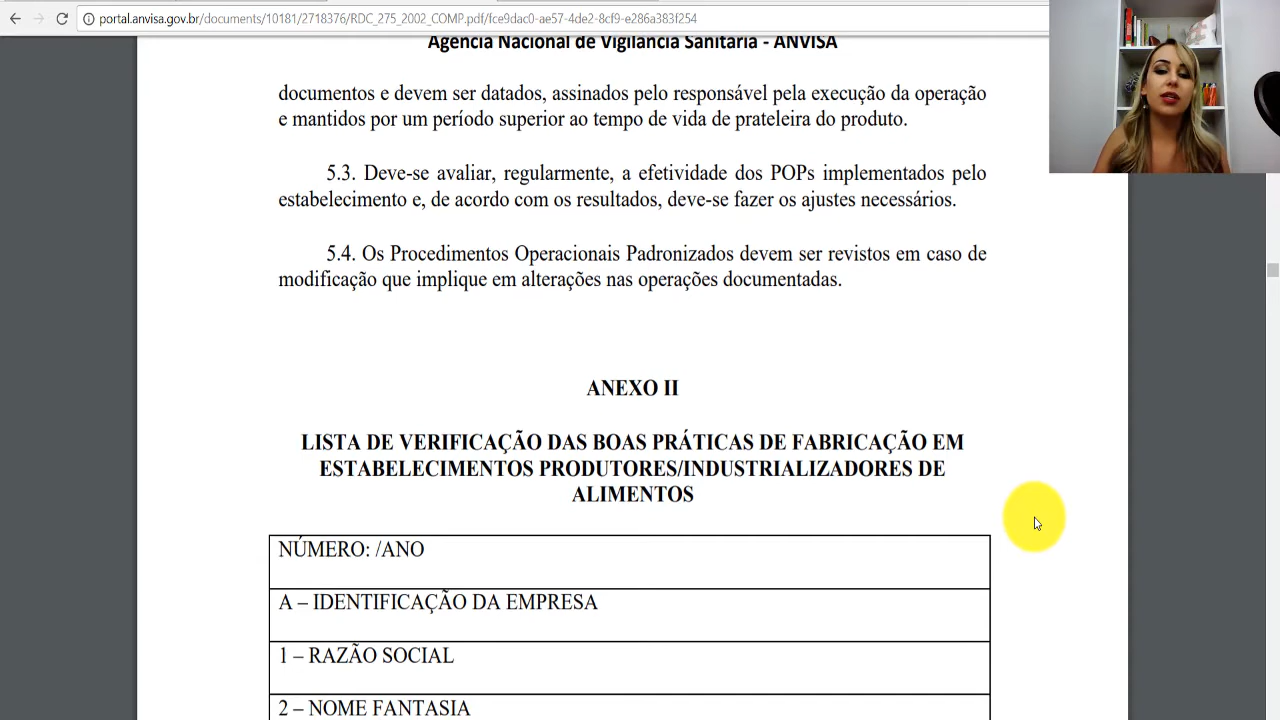 portal.anvisa.gov.br/documents/10181/2718376/RDC_275_2002_COMP.pdf/fce9dac0-ae57-4de2-8cf9-e286a383f254
Agência Nacional de Vigilância Sanitária - ANVISA
documentos e devem ser datados, assinados pelo responsável pela execução da operação
e mantidos por um período superior ao tempo de vida de prateleira do produto.
5.3. Deve-se avaliar, regularmente, a efetividade dos POPs implementados pelo
estabelecimento e, de acordo com os resultados, deve-se fazer os ajustes necessários.
5.4. Os Procedimentos Operacionais Padronizados devem ser revistos em caso de
modificação que implique em alterações nas operações documentadas.
ANEXO II
LISTA DE VERIFICAÇÃO DAS BOAS PRÁTICAS DE FABRICAÇÃO EM
ESTABELECIMENTOS PRODUTORES/INDUSTRIALIZADORES DE
ALIMENTOS
NÚMERO: /ANO
A – IDENTIFICAÇÃO DA EMPRESA
1 – RAZÃO SOCIAL
2 – NOME FANTASIA